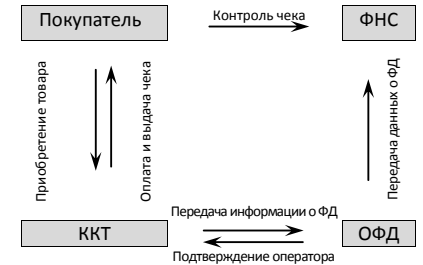 Покупатель
Контроль чека
ФНС
Приобретение товара
Оплата и выдача чека
Передача данных о ФД
Передача информации о ФД
ККТ
ОФД
Подтверждение оператора